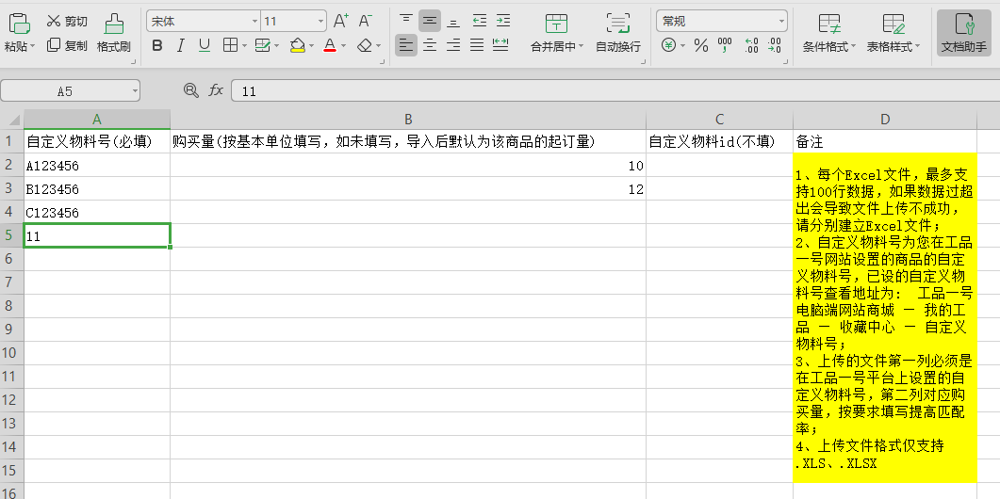 粘贴
剪切
复制
格式刷
宋体
11
A⁺ A⁻
B I U
A
合并居中
自动换行
常规
% 000 .00 .00
条件格式
表格样式
文档助手
A5
fx
11
A B C D
1 自定义物料号(必填) 购买量(按基本单位填写，如未填写，导入后默认为该商品的起订量) 自定义物料id(不填) 备注
2 A123456 10
3 B123456 12
4 C123456
5 11
6
7
8
9
10
11
12
13
14
15
16
1、每个Excel文件，最多支
持100行数据，如果数据过超
出会导致文件上传不成功，
请分别建立Excel文件；
2、自定义物料号为您在工品
一号网站设置的商品的自定
义物料号，已设的自定义物
料号查看地址为： 工品一号
电脑端网站商城 — 我的工
品 — 收藏中心 — 自定义
物料号；
3、上传的文件第一列必须是
在工品一号平台上设置的自
定义物料号，第二列对应购
买量，按要求填写提高匹配
率；
4、上传文件格式仅支持
.XLS、.XLSX